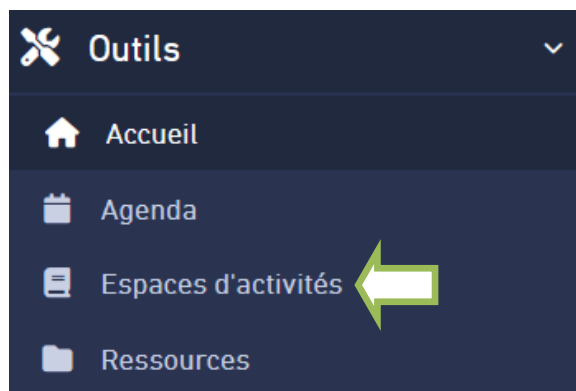 Outils
Accueil
Agenda
Espaces d'activités
Ressources